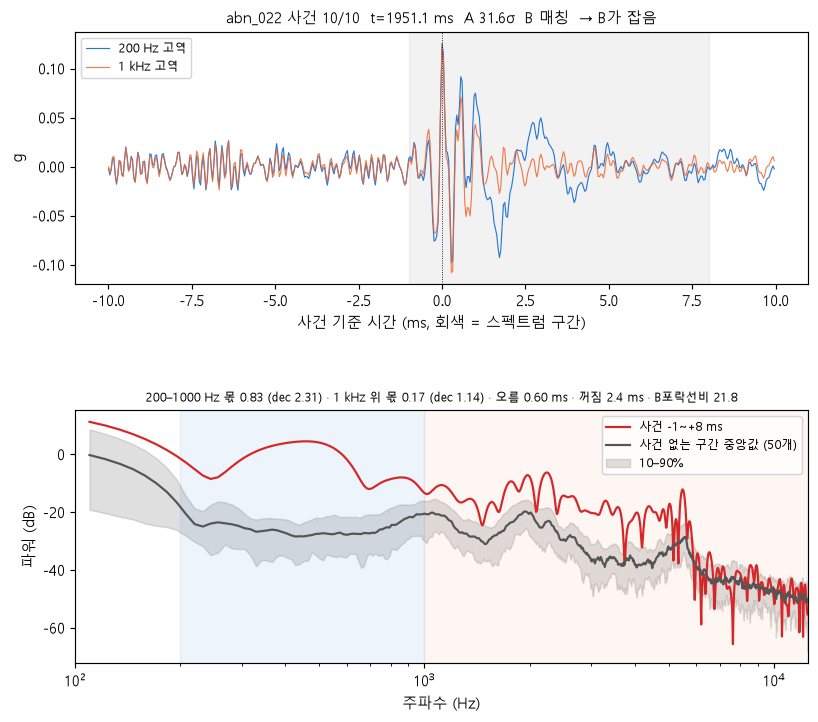 abn_022 사건 10/10 t=1951.1 ms A 31.6σ B 매칭 → B가 잡음
200 Hz 고역
1 kHz 고역
0.10
0.05
0.00
-0.05
-0.10
g
-10.0 -7.5 -5.0 -2.5 0.0 2.5 5.0 7.5 10.0
사건 기준 시간 (ms, 회색 = 스펙트럼 구간)
200–1000 Hz 몫 0.83 (dec 2.31) · 1 kHz 위 몫 0.17 (dec 1.14) · 오름 0.60 ms · 꺼짐 2.4 ms · B포락선비 21.8
사건 -1~+8 ms
사건 없는 구간 중앙값 (50개)
10–90%
0
-20
-40
-60
파워 (dB)
10² 10³ 10⁴
주파수 (Hz)